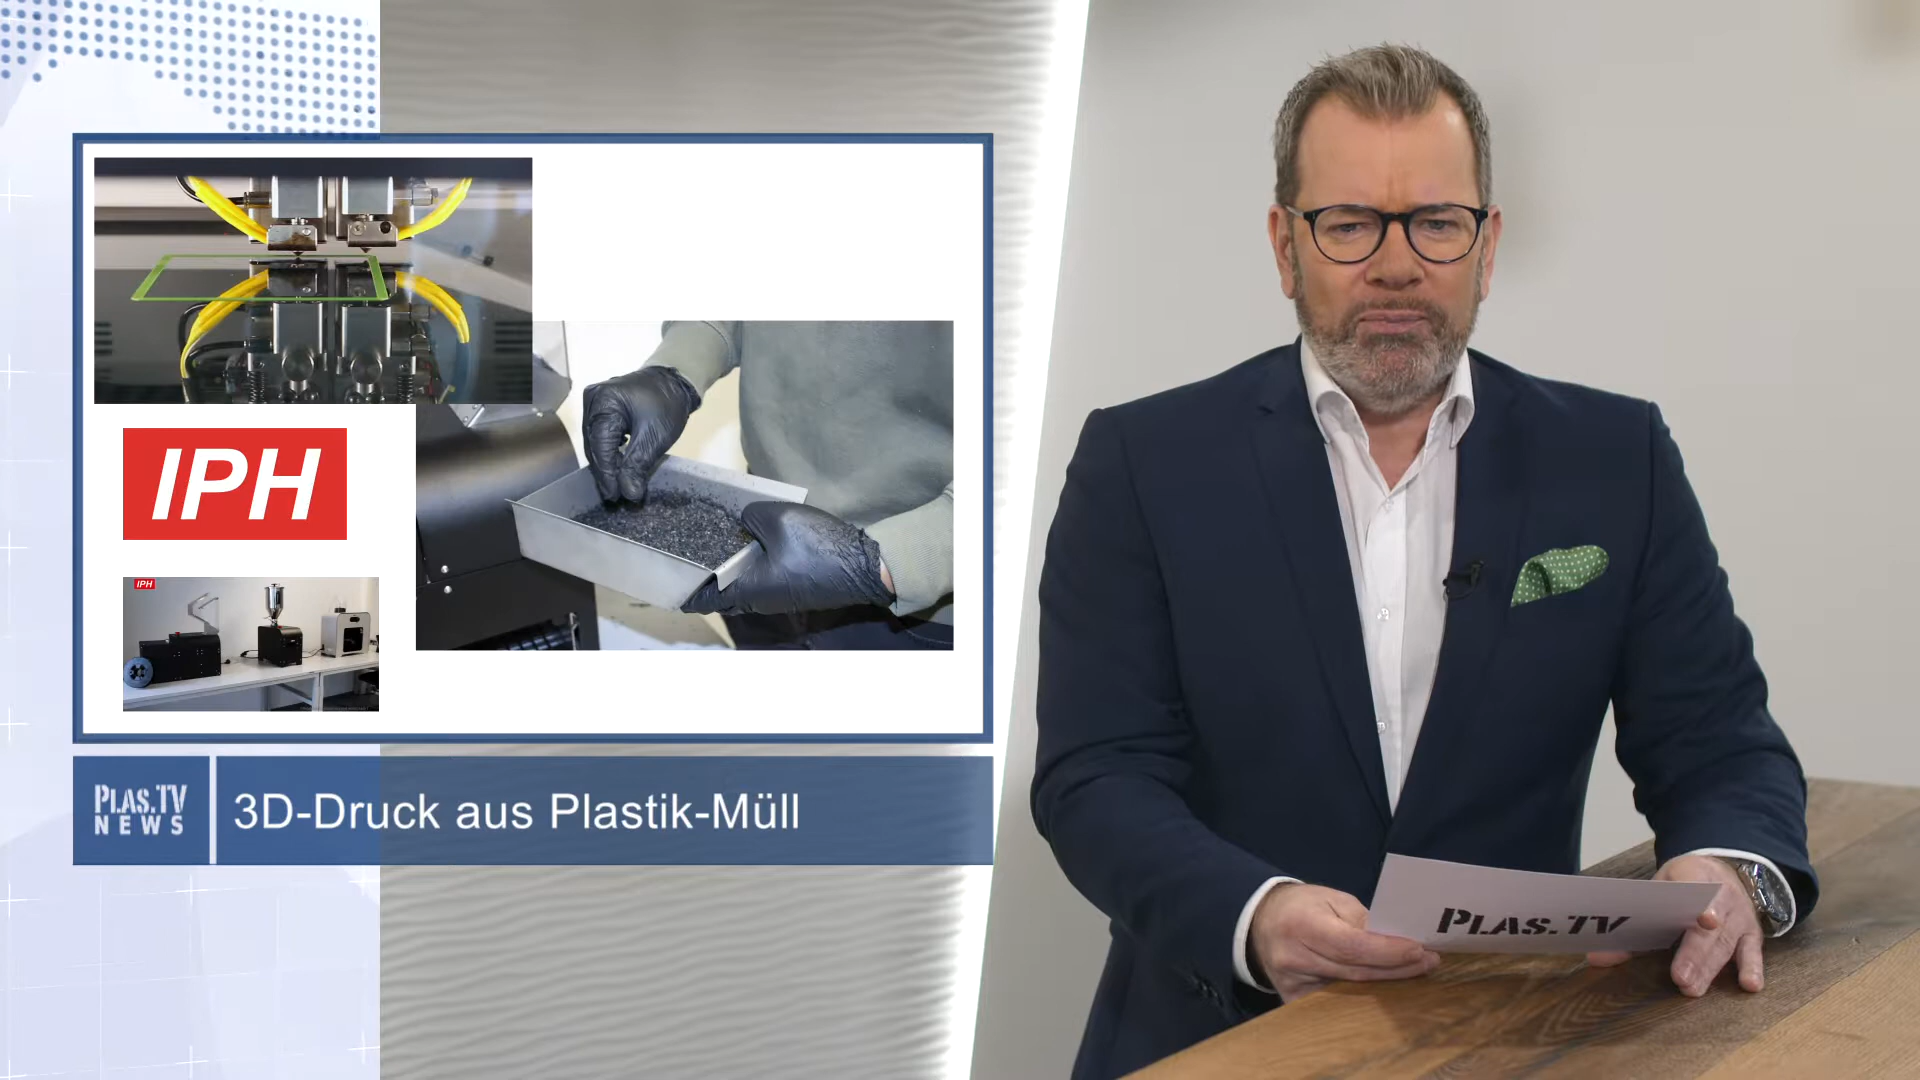 IPH
IPH
PLAS.TV
NEWS
3D-Druck aus Plastik-Müll
PLAS.TV